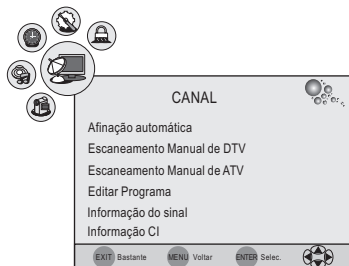 CANAL
Afinação automática
Escaneamento Manual de DTV
Escaneamento Manual de ATV
Editar Programa
Informação do sinal
Informação CI
EXIT Bastante MENU Voltar ENTER Selec.